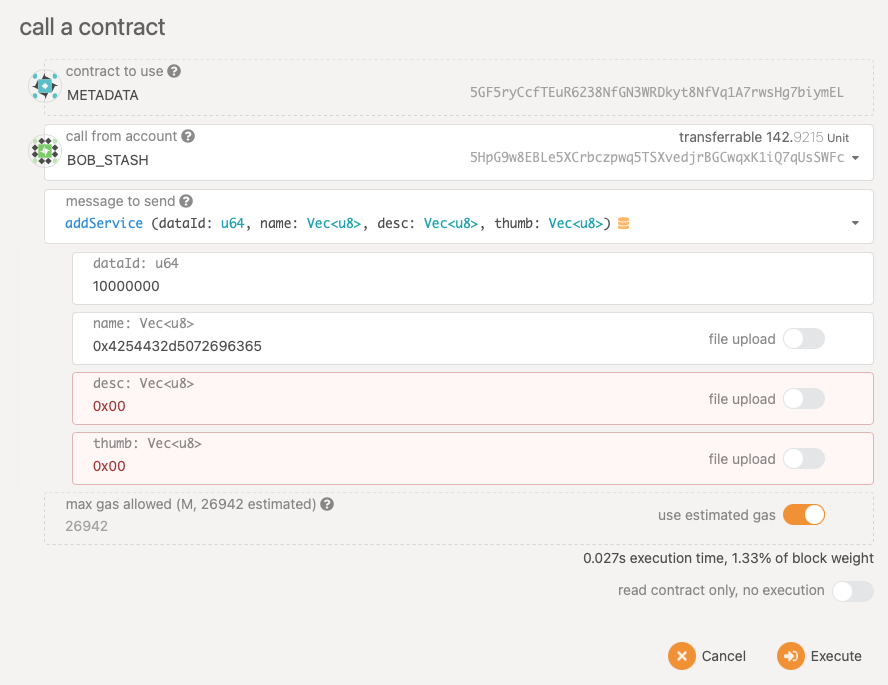 call a contract
contract to use
METADATA
5GF5ryCcfTEuR6238NfGN3WRDkyt8NfVq1A7rwsHg7biymEL
call from account
transferrable 142.9215 Unit
BOB_STASH
5HpG9w8EBLe5XCrbczpwq5TSXvedjrBGCwqxK1iQ7qUsSWFc
message to send
addService (dataId: u64, name: Vec<u8>, desc: Vec<u8>, thumb: Vec<u8>)
dataId: u64
10000000
name: Vec<u8>
0x4254432d5072696365
file upload
desc: Vec<u8>
0x00
file upload
thumb: Vec<u8>
0x00
file upload
max gas allowed (M, 26942 estimated)
26942
use estimated gas
0.027s execution time, 1.33% of block weight
read contract only, no execution
Cancel
Execute